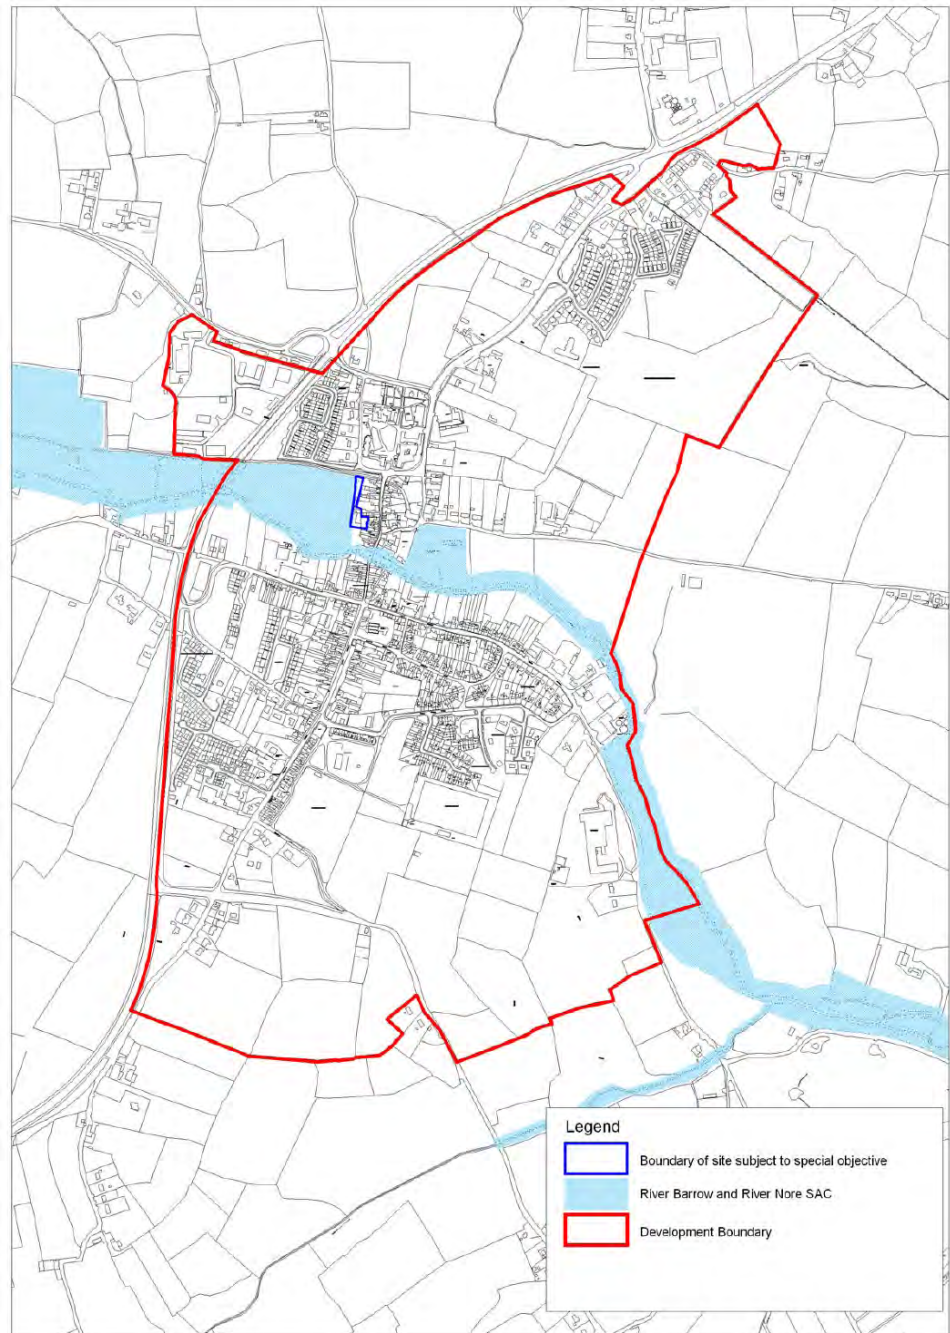 Legend
Boundary of site subject to special objective
River Barrow and River Nore SAC
Development Boundary